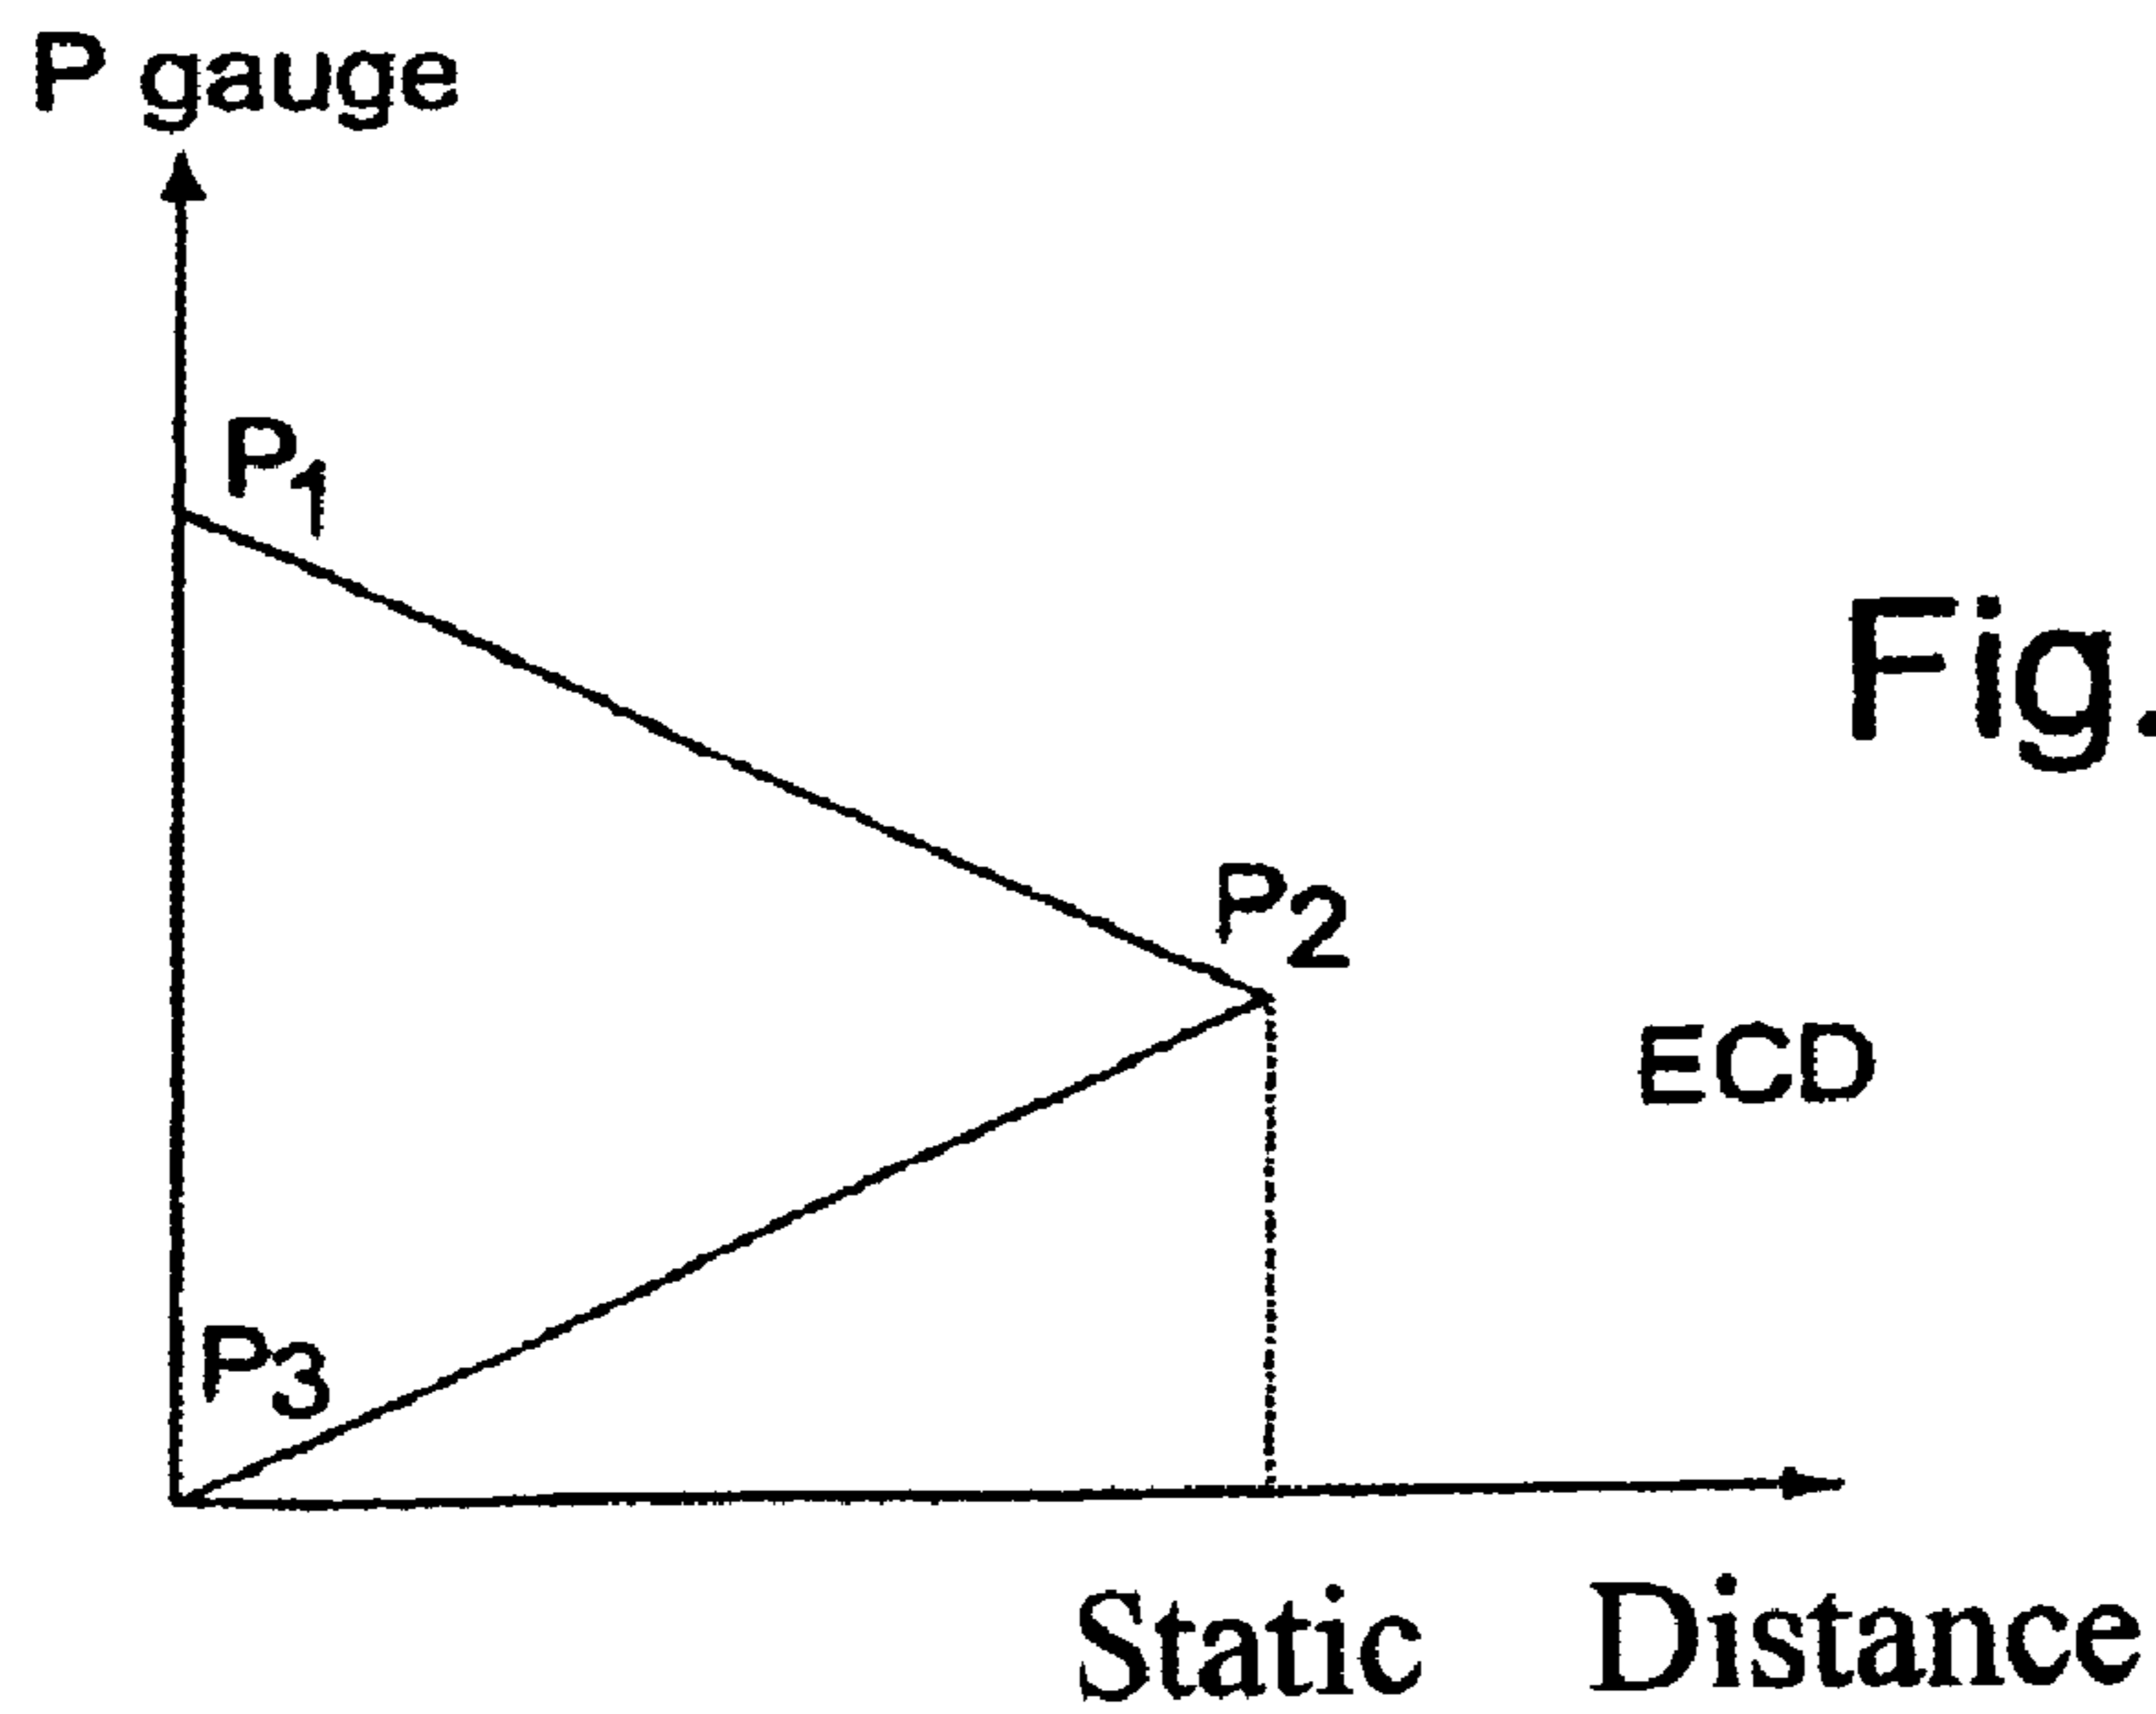 P gauge
P1
Fig.
P2
ECD
P3
Static Distance